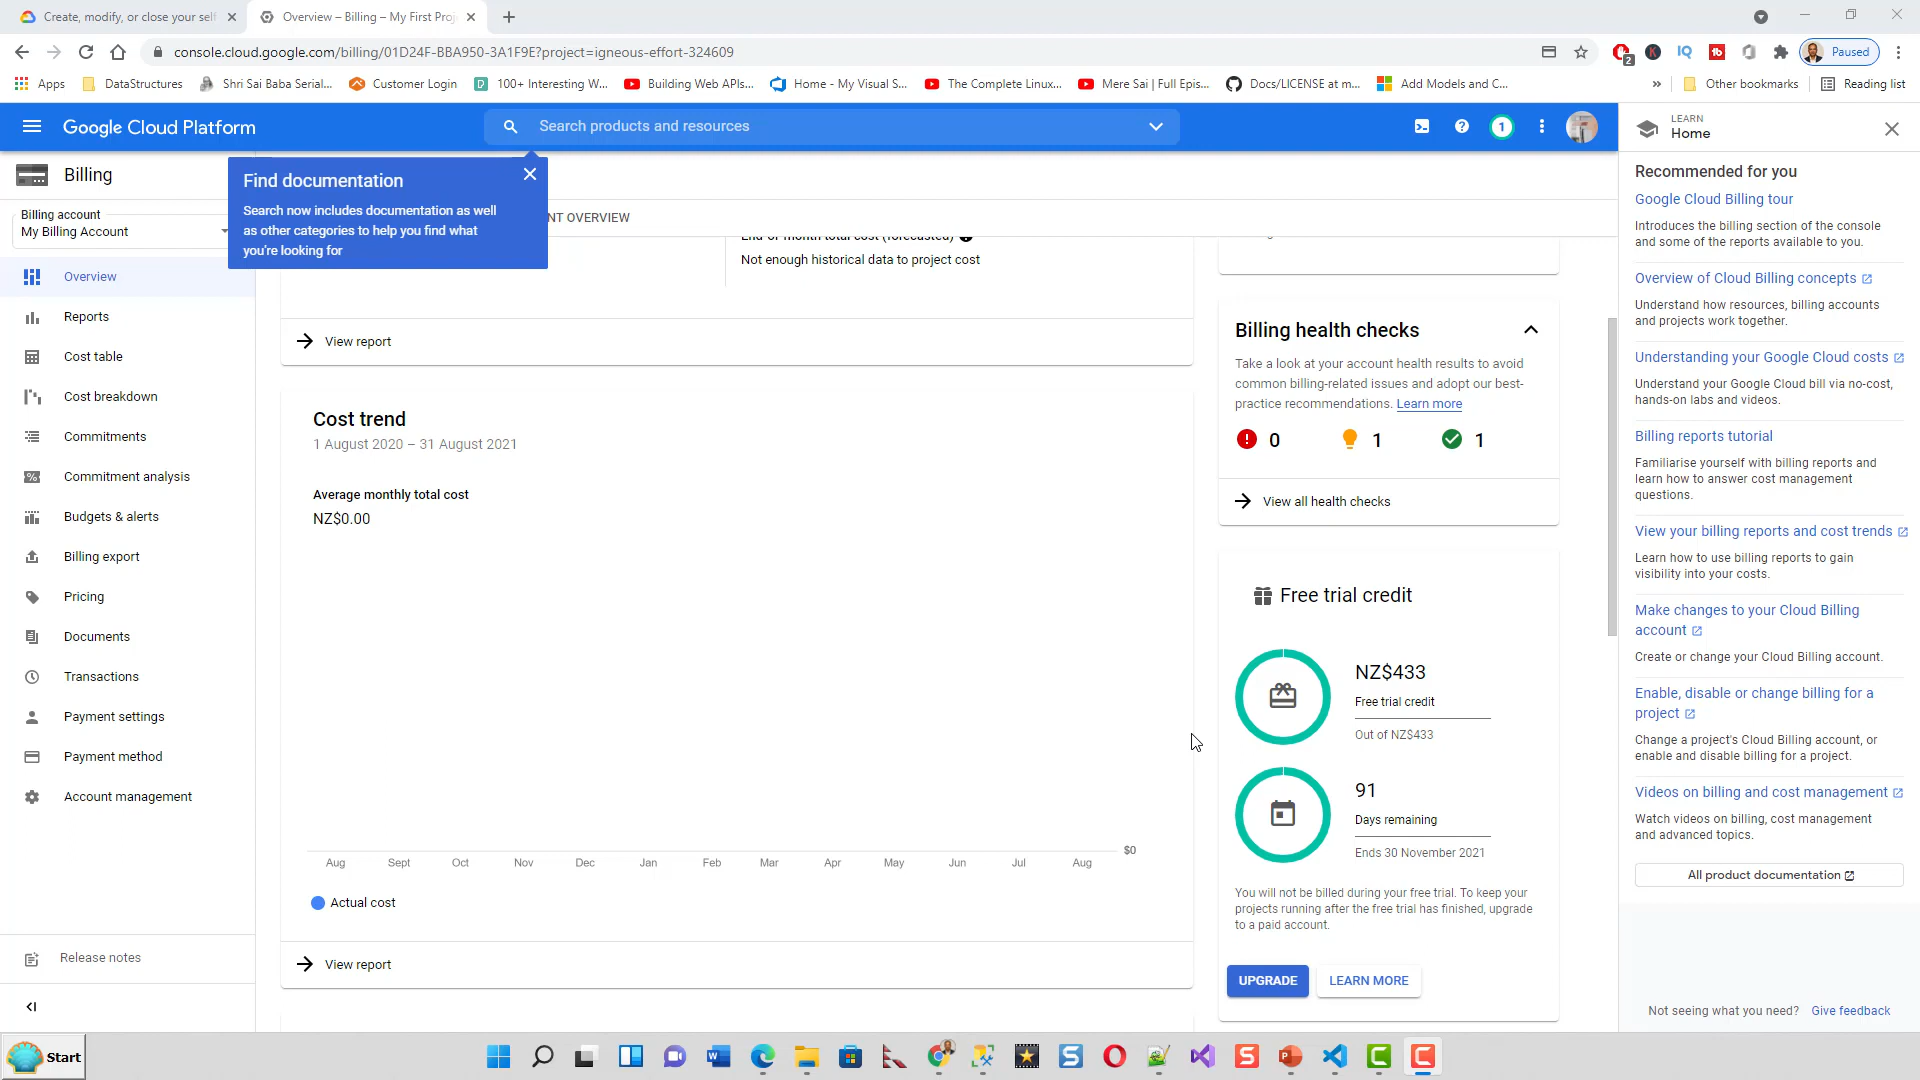 Create, modify, or close your self
Overview – Billing – My First Proj
console.cloud.google.com/billing/01D24F-BBA950-3A1F9E?project=igneous-effort-324609
2
Paused
Apps
DataStructures
Shri Sai Baba Serial...
Customer Login
100+ Interesting W...
Building Web APIs...
Home - My Visual S...
The Complete Linux...
Mere Sai | Full Epis...
Docs/LICENSE at m...
Add Models and C...
»
Other bookmarks
Reading list
Google Cloud Platform
Search products and resources
1
LEARN
Home
Billing
Find documentation
Search now includes documentation as well
as other categories to help you find what
you're looking for
NT OVERVIEW
Billing account
My Billing Account
Overview
Reports
Cost table
Cost breakdown
Commitments
Commitment analysis
Budgets & alerts
Billing export
Pricing
Documents
Transactions
Payment settings
Payment method
Account management
Release notes
End-of-month total cost (forecasted)
Not enough historical data to project cost
View report
Cost trend
1 August 2020 – 31 August 2021
Average monthly total cost
NZ$0.00
$0
Aug Sept Oct Nov Dec Jan Feb Mar Apr May Jun Jul Aug
Actual cost
View report
Billing health checks
Take a look at your account health results to avoid
common billing-related issues and adopt our best-
practice recommendations. Learn more
0 1 1
View all health checks
Free trial credit
NZ$433
Free trial credit
Out of NZ$433
91
Days remaining
Ends 30 November 2021
You will not be billed during your free trial. To keep your
projects running after the free trial has finished, upgrade
to a paid account.
UPGRADE
LEARN MORE
Recommended for you
Google Cloud Billing tour
Introduces the billing section of the console
and some of the reports available to you.
Overview of Cloud Billing concepts
Understand how resources, billing accounts
and projects work together.
Understanding your Google Cloud costs
Understand your Google Cloud bill via no-cost,
hands-on labs and videos.
Billing reports tutorial
Familiarise yourself with billing reports and
learn how to answer cost management
questions.
View your billing reports and cost trends
Learn how to use billing reports to gain
visibility into your costs.
Make changes to your Cloud Billing
account
Create or change your Cloud Billing account.
Enable, disable or change billing for a
project
Change a project's Cloud Billing account, or
enable and disable billing for a project.
Videos on billing and cost management
Watch videos on billing, cost management
and advanced topics.
All product documentation
Not seeing what you need? Give feedback
Start